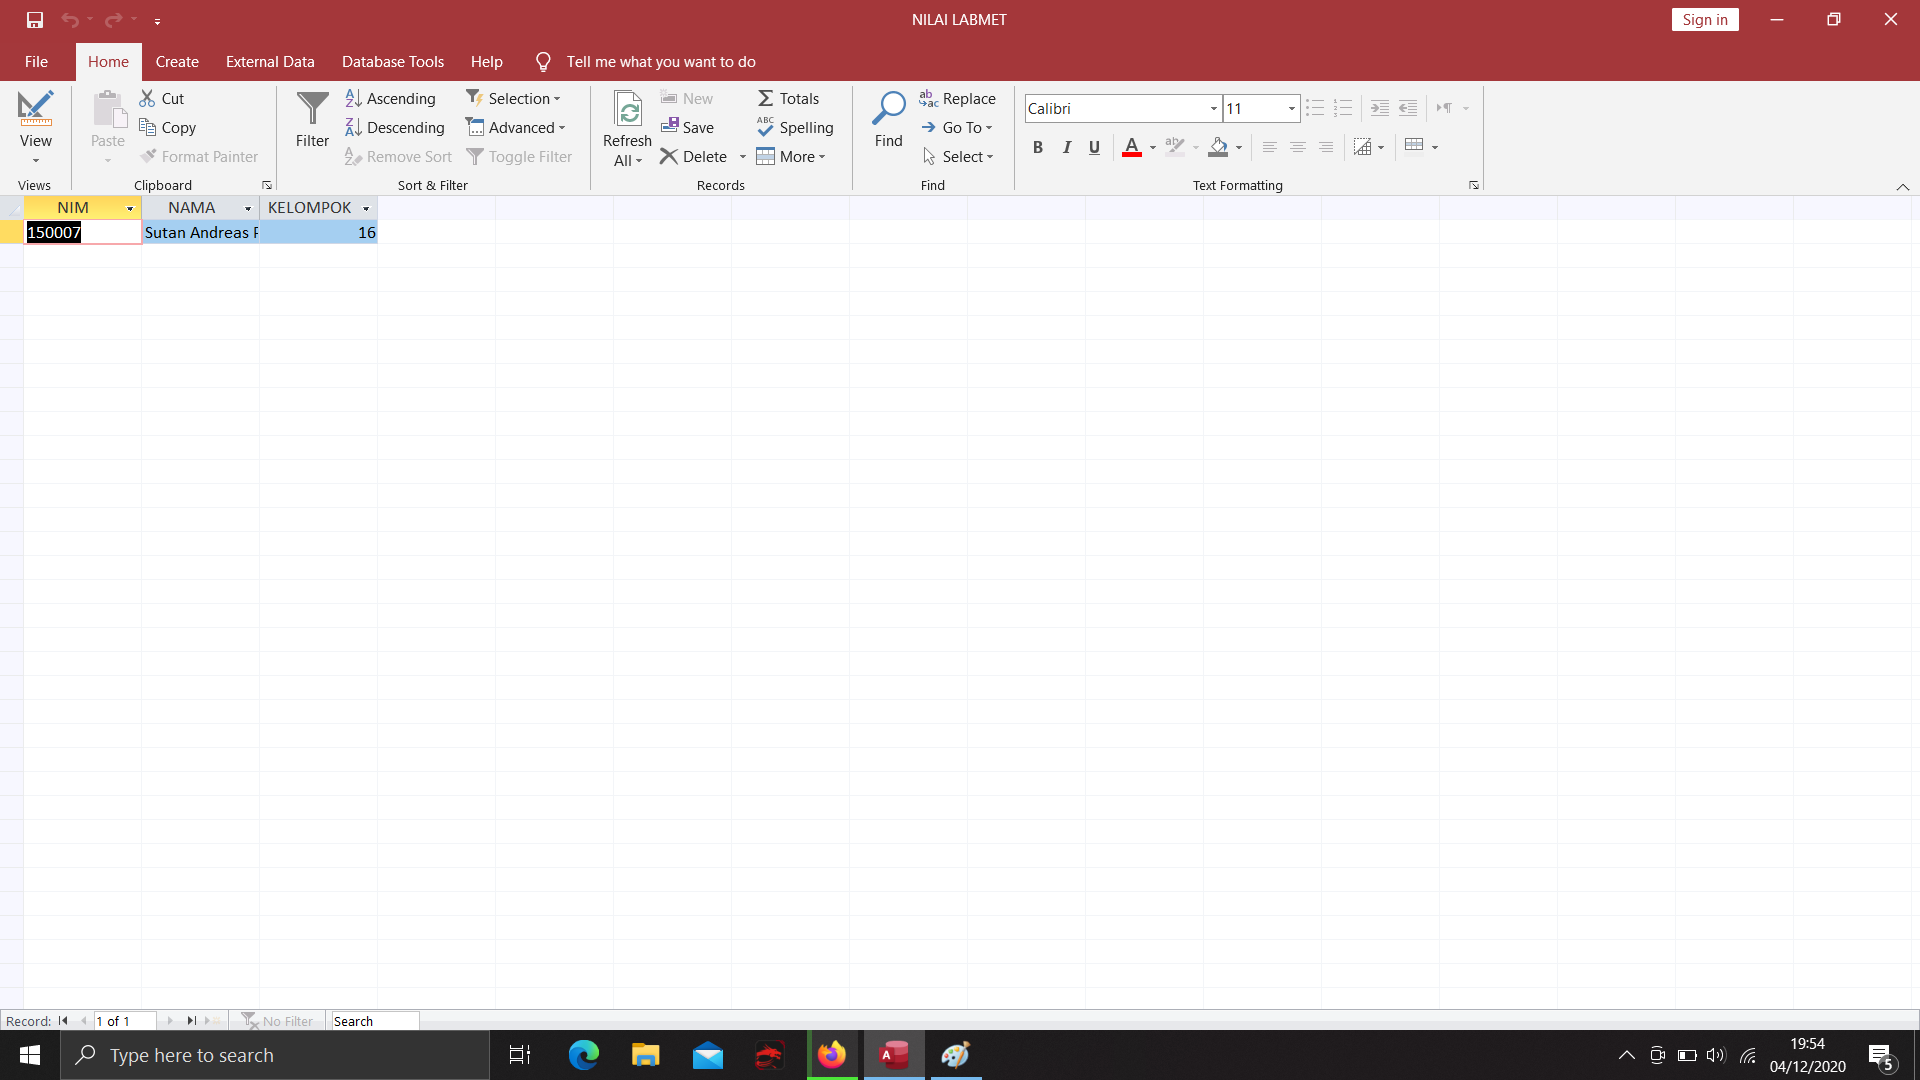 NILAI LABMET
Sign in
File Home Create External Data Database Tools Help Tell me what you want to do
View
Views
Paste
Cut
Copy
Format Painter
Clipboard
Filter
Ascending
Descending
Remove Sort
Selection
Advanced
Toggle Filter
Sort & Filter
Refresh
All
New
Save
Delete
Totals
Spelling
More
Records
Find
Replace
Go To
Select
Find
Calibri 11
B I U A
Text Formatting
NIM NAMA KELOMPOK
150007 Sutan Andreas 16
Record: 1 of 1 No Filter Search
Type here to search
19:54
04/12/2020
5